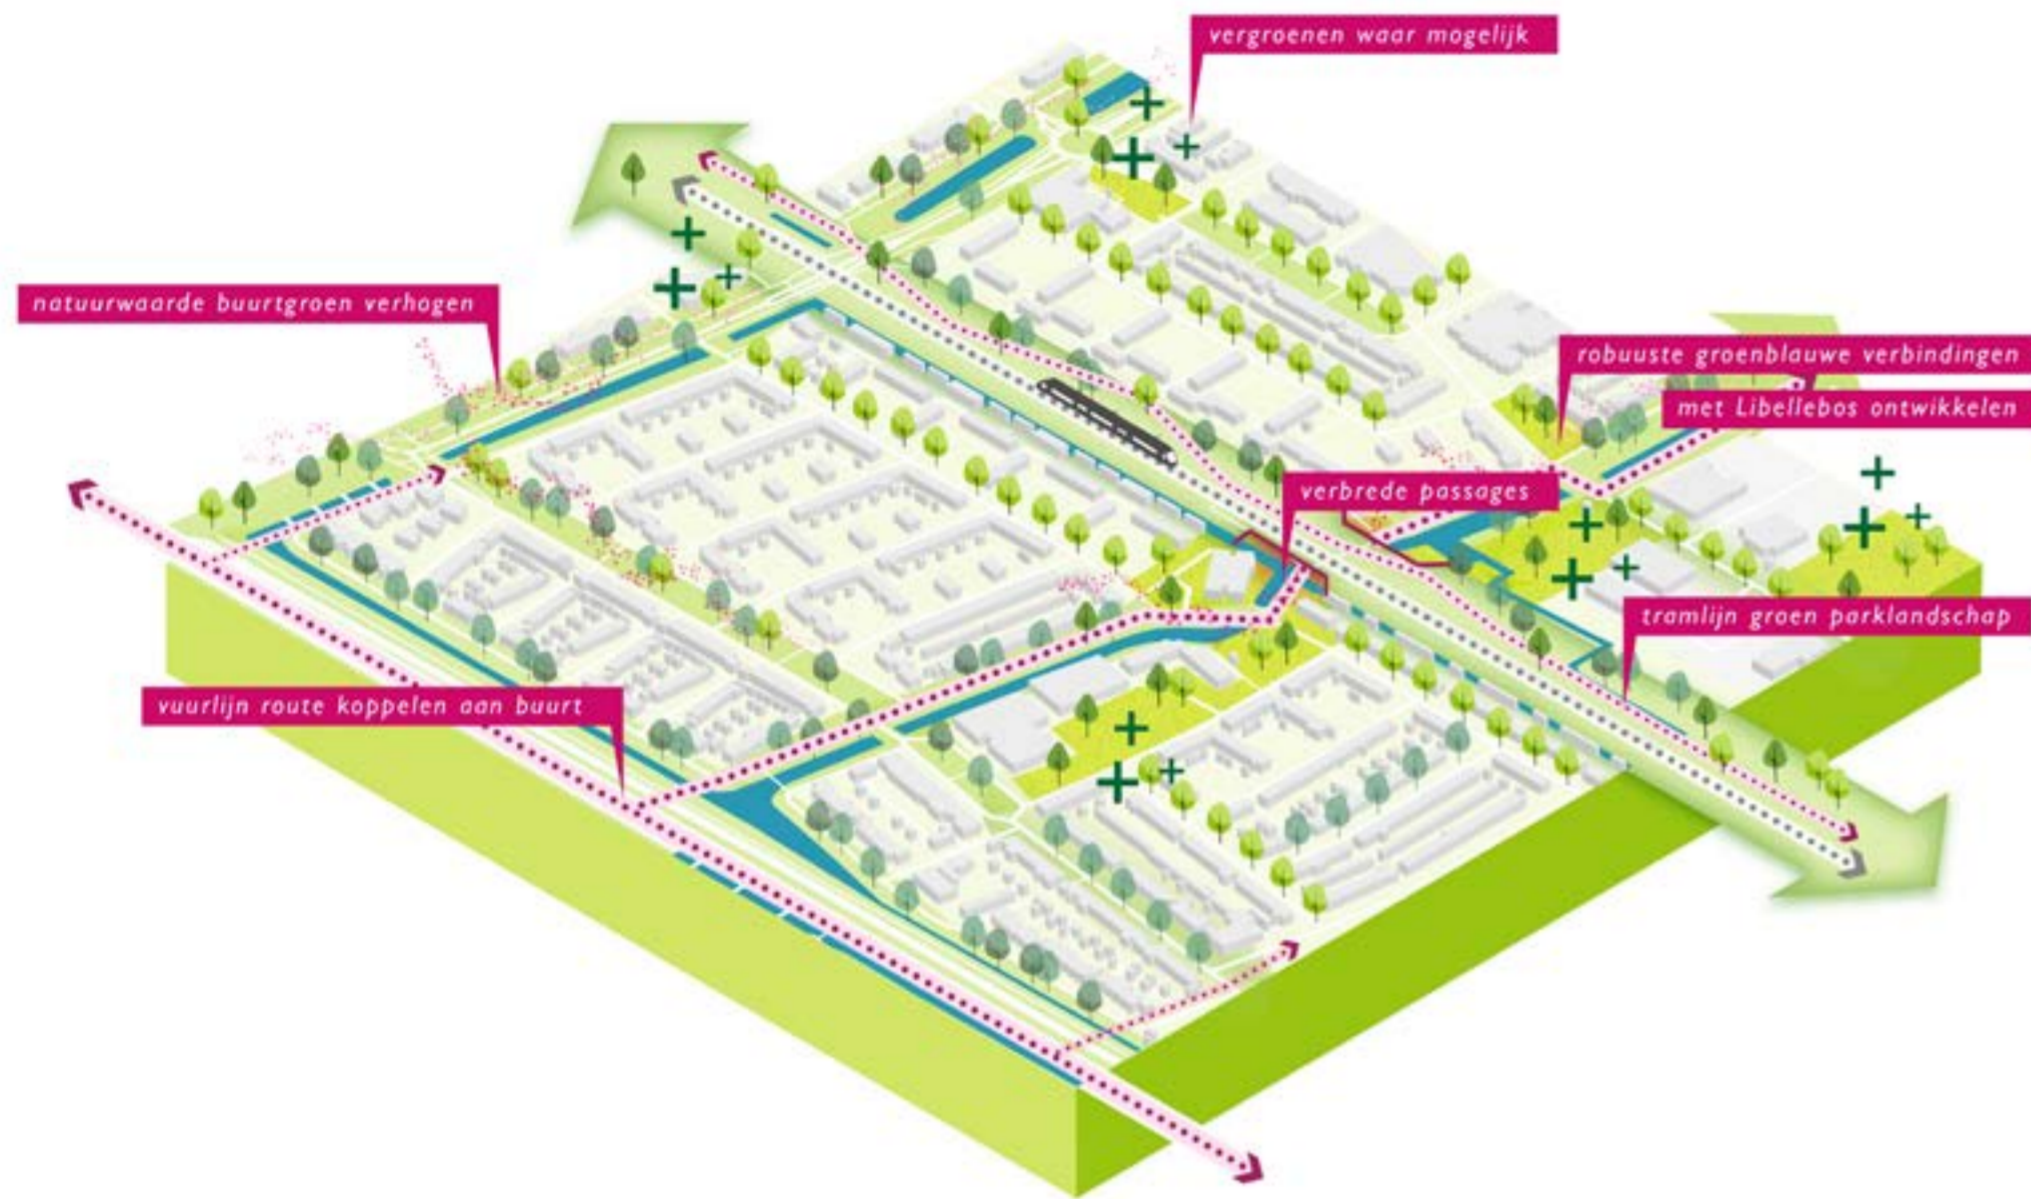 vergroenen waar mogelijk
natuurwaarde buurtgroen verhogen
robuuste groenblauwe verbindingen
met Libellebos ontwikkelen
verbrede passages
tramlijn groen parklandschap
vuurlijn route koppelen aan buurt